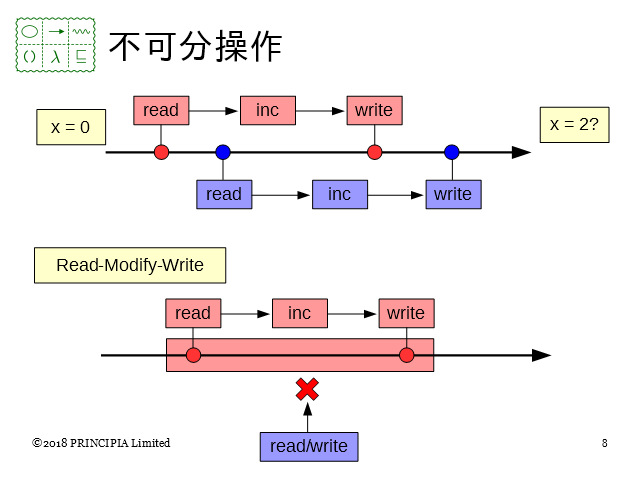 () λ ⊑
不可分操作
read inc write
x = 0
x = 2?
read inc write
Read-Modify-Write
read inc write
read/write
©2018 PRINCIPIA Limited
8